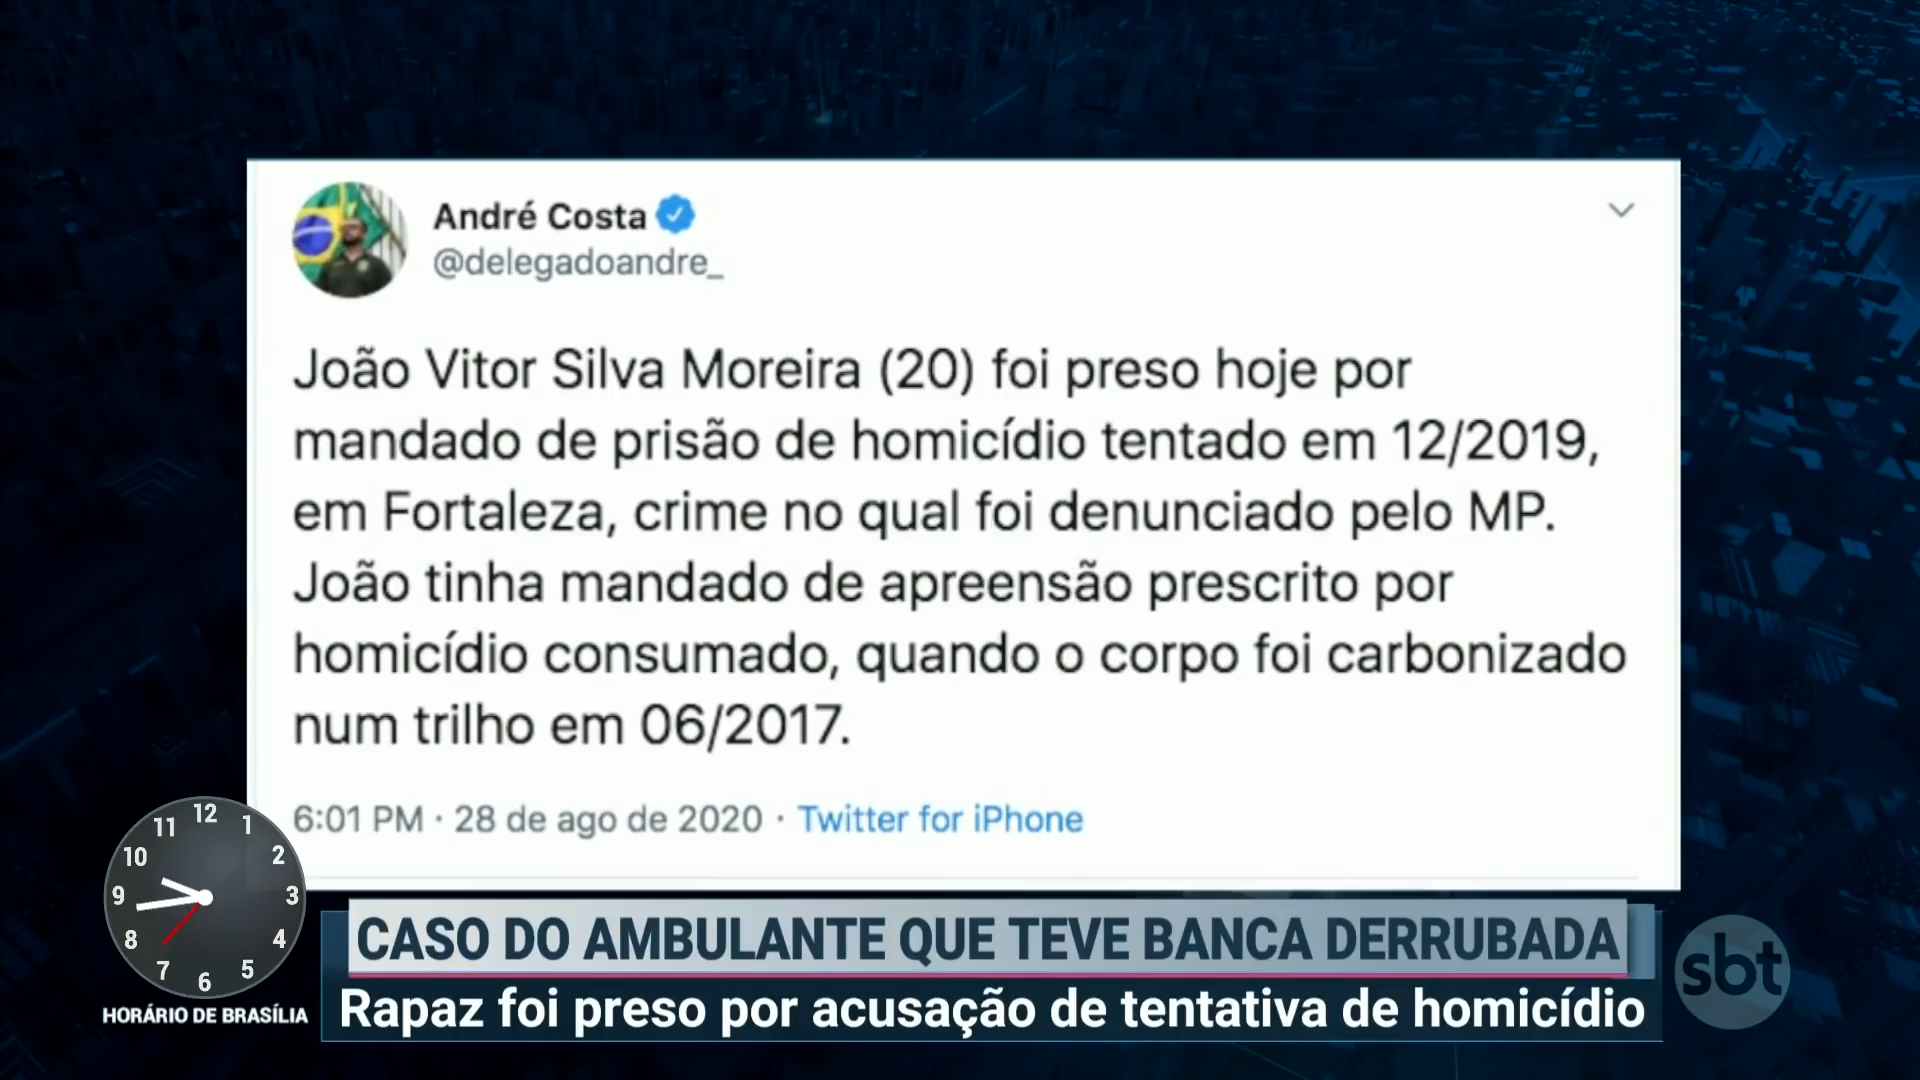 André Costa
@delegadoandre_
João Vitor Silva Moreira (20) foi preso hoje por
mandado de prisão de homicídio tentado em 12/2019,
em Fortaleza, crime no qual foi denunciado pelo MP.
João tinha mandado de apreensão prescrito por
homicídio consumado, quando o corpo foi carbonizado
num trilho em 06/2017.
6:01 PM · 28 de ago de 2020 · Twitter for iPhone
12
11
1
10
2
9
3
8
4
7
5
6
HORÁRIO DE BRASÍLIA
CASO DO AMBULANTE QUE TEVE BANCA DERRUBADA
Rapaz foi preso por acusação de tentativa de homicídio
sbt